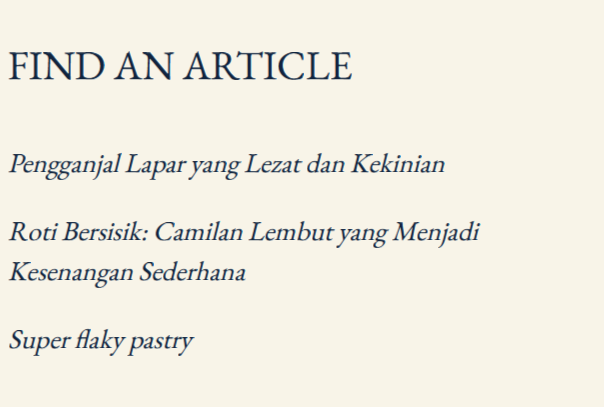 FIND AN ARTICLE
Pengganjal Lapar yang Lezat dan Kekinian
Roti Bersisik: Camilan Lembut yang Menjadi
Kesenangan Sederhana
Super flaky pastry